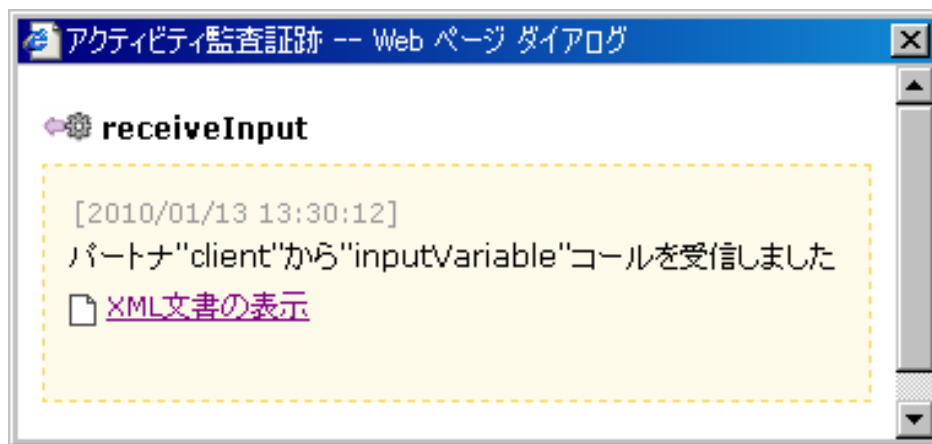 アクティビティ監査証跡 -- Web ページ ダイアログ
receiveInput
[2010/01/13 13:30:12]
パートナ"client"から"inputVariable"コールを受信しました
XML文書の表示